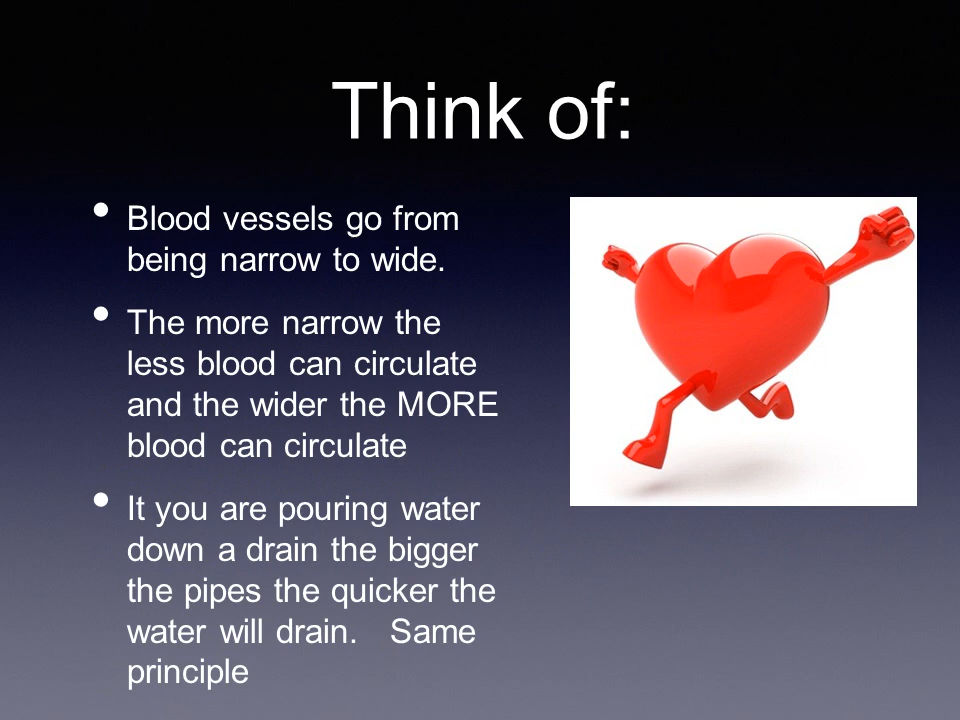 Think of:
• Blood vessels go from
being narrow to wide.
• The more narrow the
less blood can circulate
and the wider the MORE
blood can circulate
• It you are pouring water
down a drain the bigger
the pipes the quicker the
water will drain. Same
principle